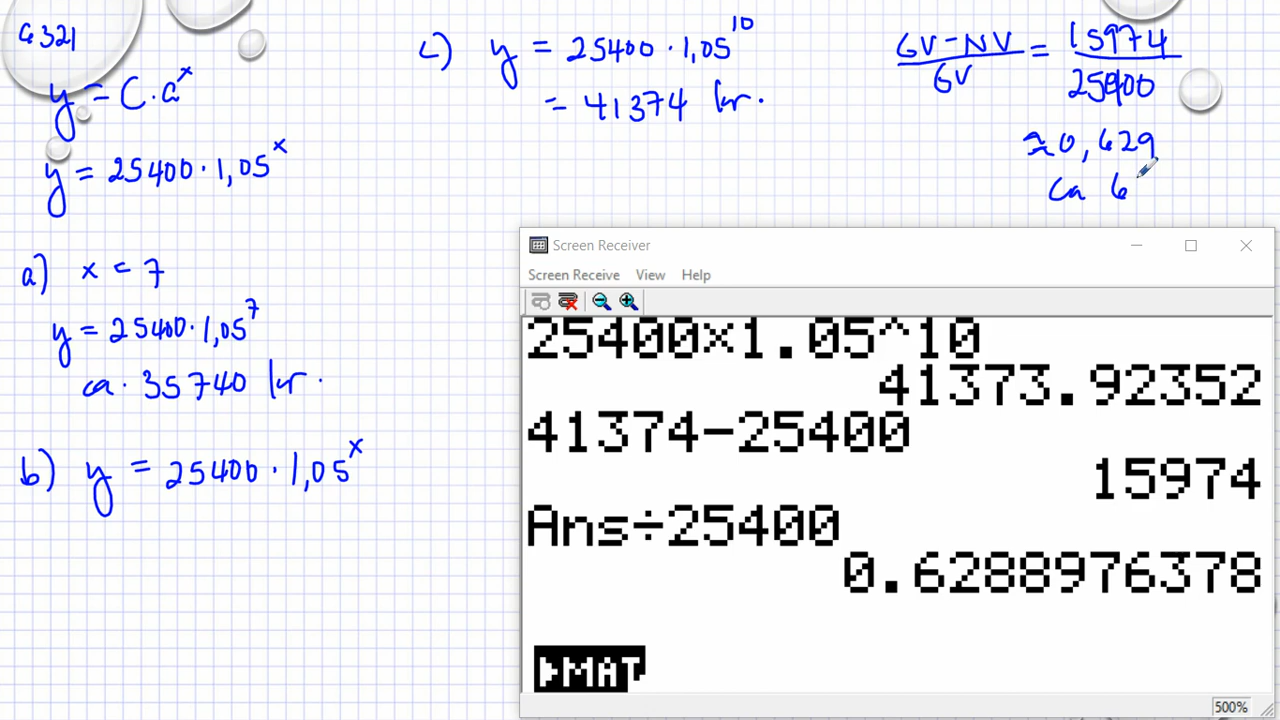 G321
y = C · a^x
y = 25400 · 1,05^x
a) x = 7
y = 25400 · 1,05^7
ca. 35740 kr.
b) y = 25400 · 1,05^x
c) y = 25400 · 1,05^10
= 41374 kr.
GV - NV / GV = 15974 / 25400
≈ 0,629
Ca 6
Screen Receiver
Screen Receive View Help
25400×1.05^10
41373.92352
41374-25400
15974
Ans÷25400
0.6288976378
▶MAT
500%